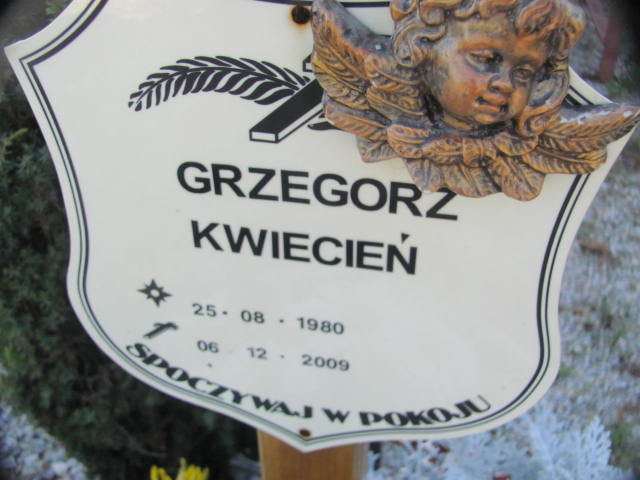 GRZEGORZ
KWIECIEŃ
25 · 08 · 1980
06 · 12 · 2009
SPOCZYWAJ W POKOJU